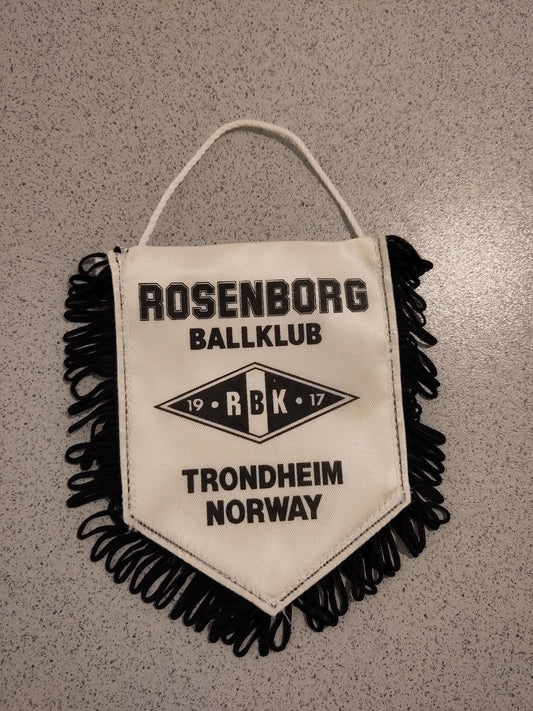 ROSENBORG
BALLKLUB
19 • RBK • 17
TRONDHEIM
NORWAY